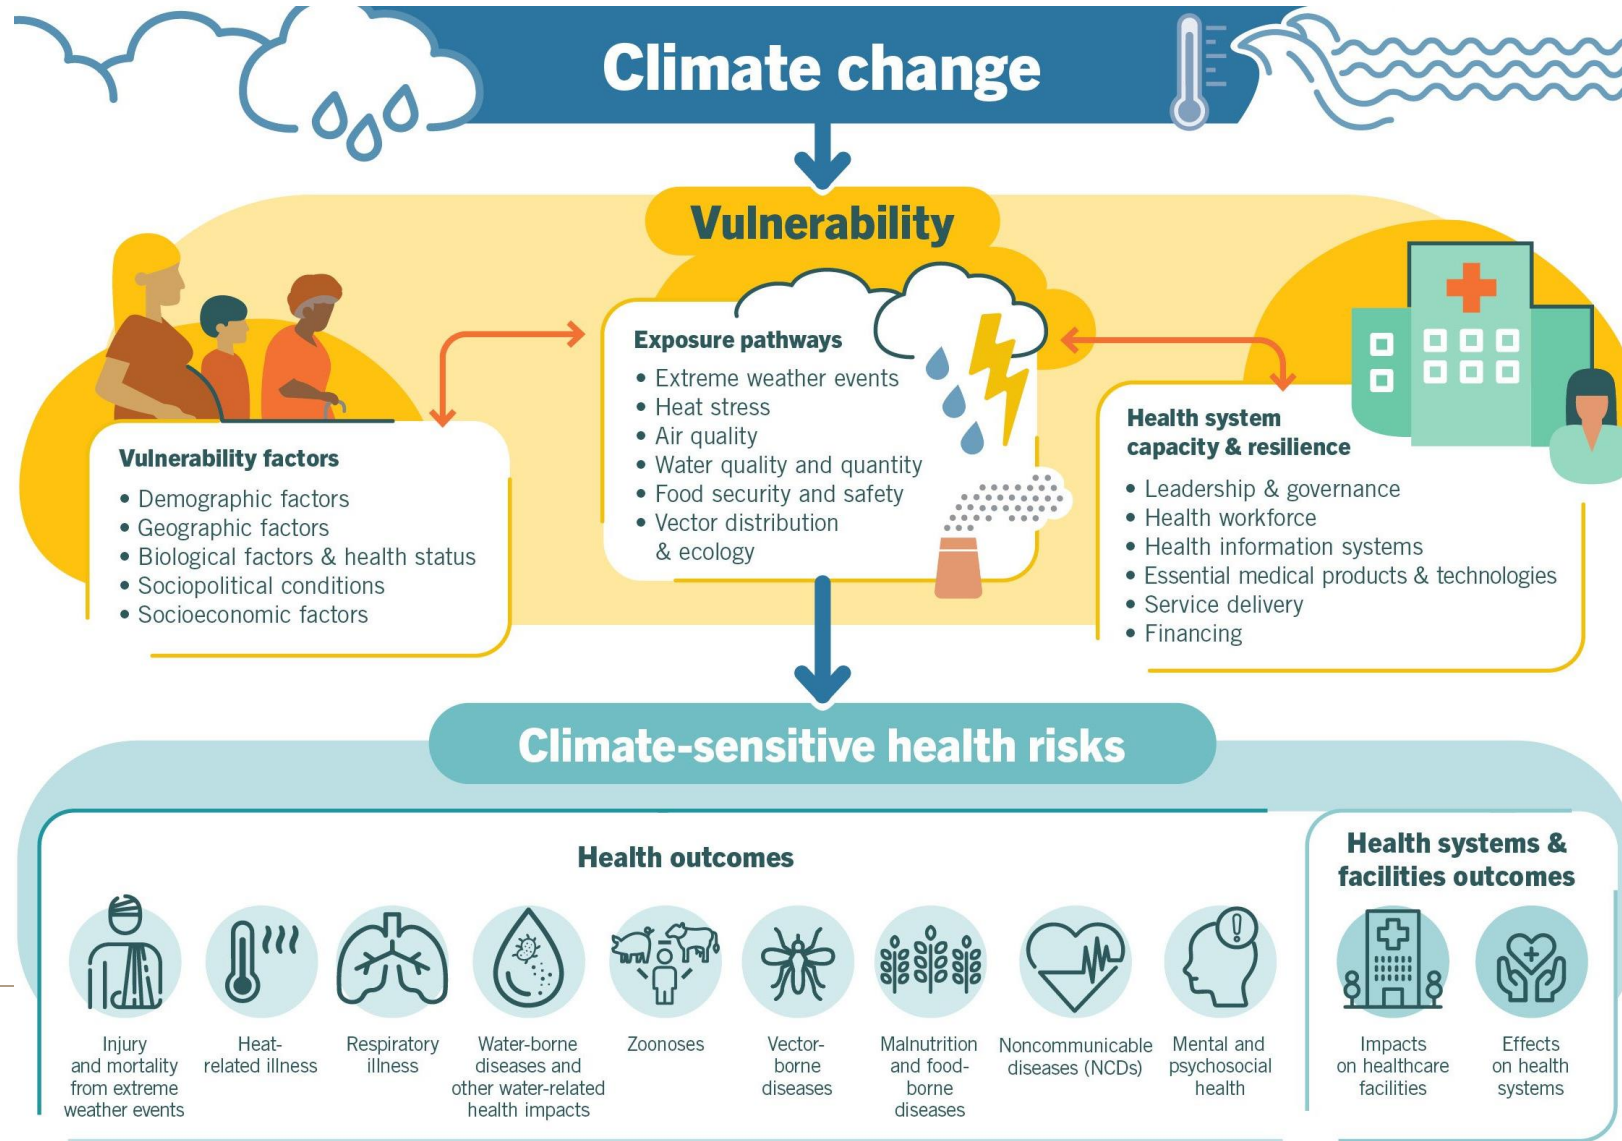 Climate change
Vulnerability
Vulnerability factors
• Demographic factors
• Geographic factors
• Biological factors & health status
• Sociopolitical conditions
• Socioeconomic factors
Exposure pathways
• Extreme weather events
• Heat stress
• Air quality
• Water quality and quantity
• Food security and safety
• Vector distribution
& ecology
Health system
capacity & resilience
• Leadership & governance
• Health workforce
• Health information systems
• Essential medical products & technologies
• Service delivery
• Financing
Climate-sensitive health risks
Health outcomes
Injury
and mortality
from extreme
weather events
Heat-
related illness
Respiratory
illness
Water-borne
diseases and
other water-related
health impacts
Zoonoses
Vector-
borne
diseases
Malnutrition
and food-
borne
diseases
Noncommunicable
diseases (NCDs)
Mental and
psychosocial
health
Health systems &
facilities outcomes
Impacts
on healthcare
facilities
Effects
on health
systems